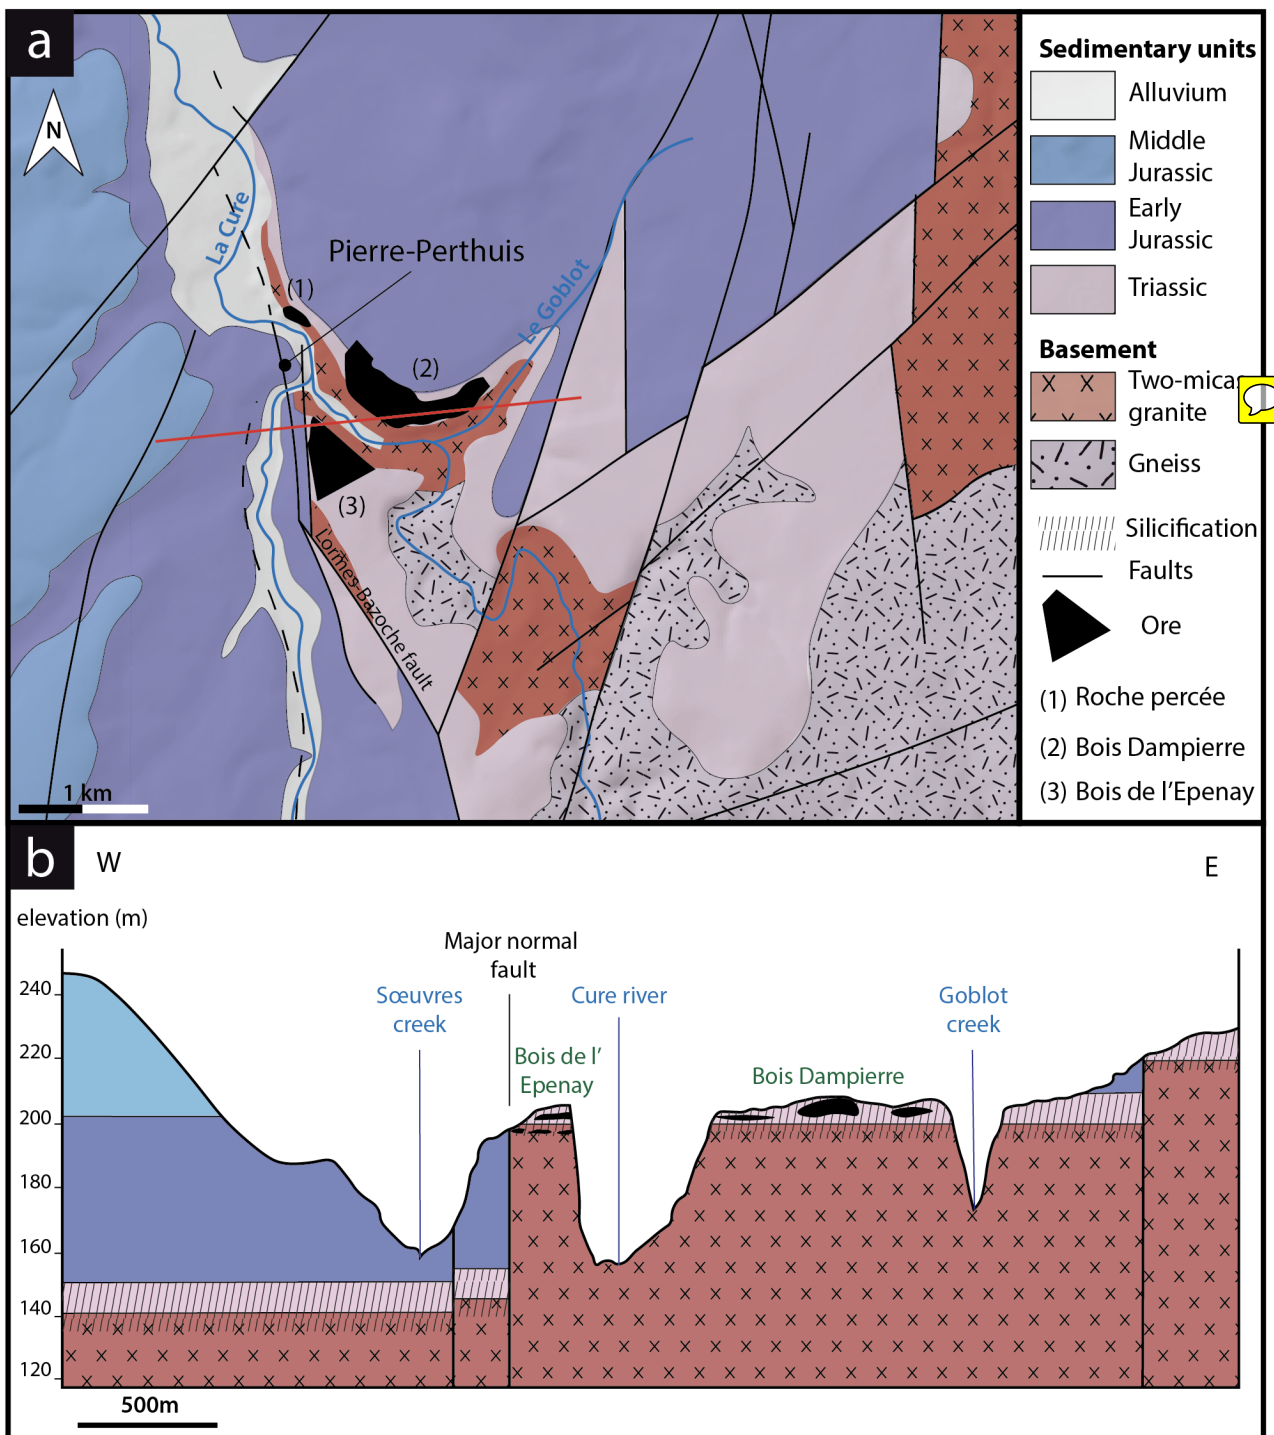 a
N
La Cure
Pierre-Perthuis
(1)
Le Goblot
(2)
(3)
Lormes-Bazoche fault
1 km
Sedimentary units
Alluvium
Middle
Jurassic
Early
Jurassic
Triassic
Basement
Two-micas
granite
Gneiss
Silicification
Faults
Ore
(1) Roche percée
(2) Bois Dampierre
(3) Bois de l'Epenay
b
W
E
elevation (m)
Major normal
fault
Sœuvres
creek
Cure river
Goblot
creek
Bois de l'
Epenay
Bois Dampierre
240
220
200
180
160
140
120
500m